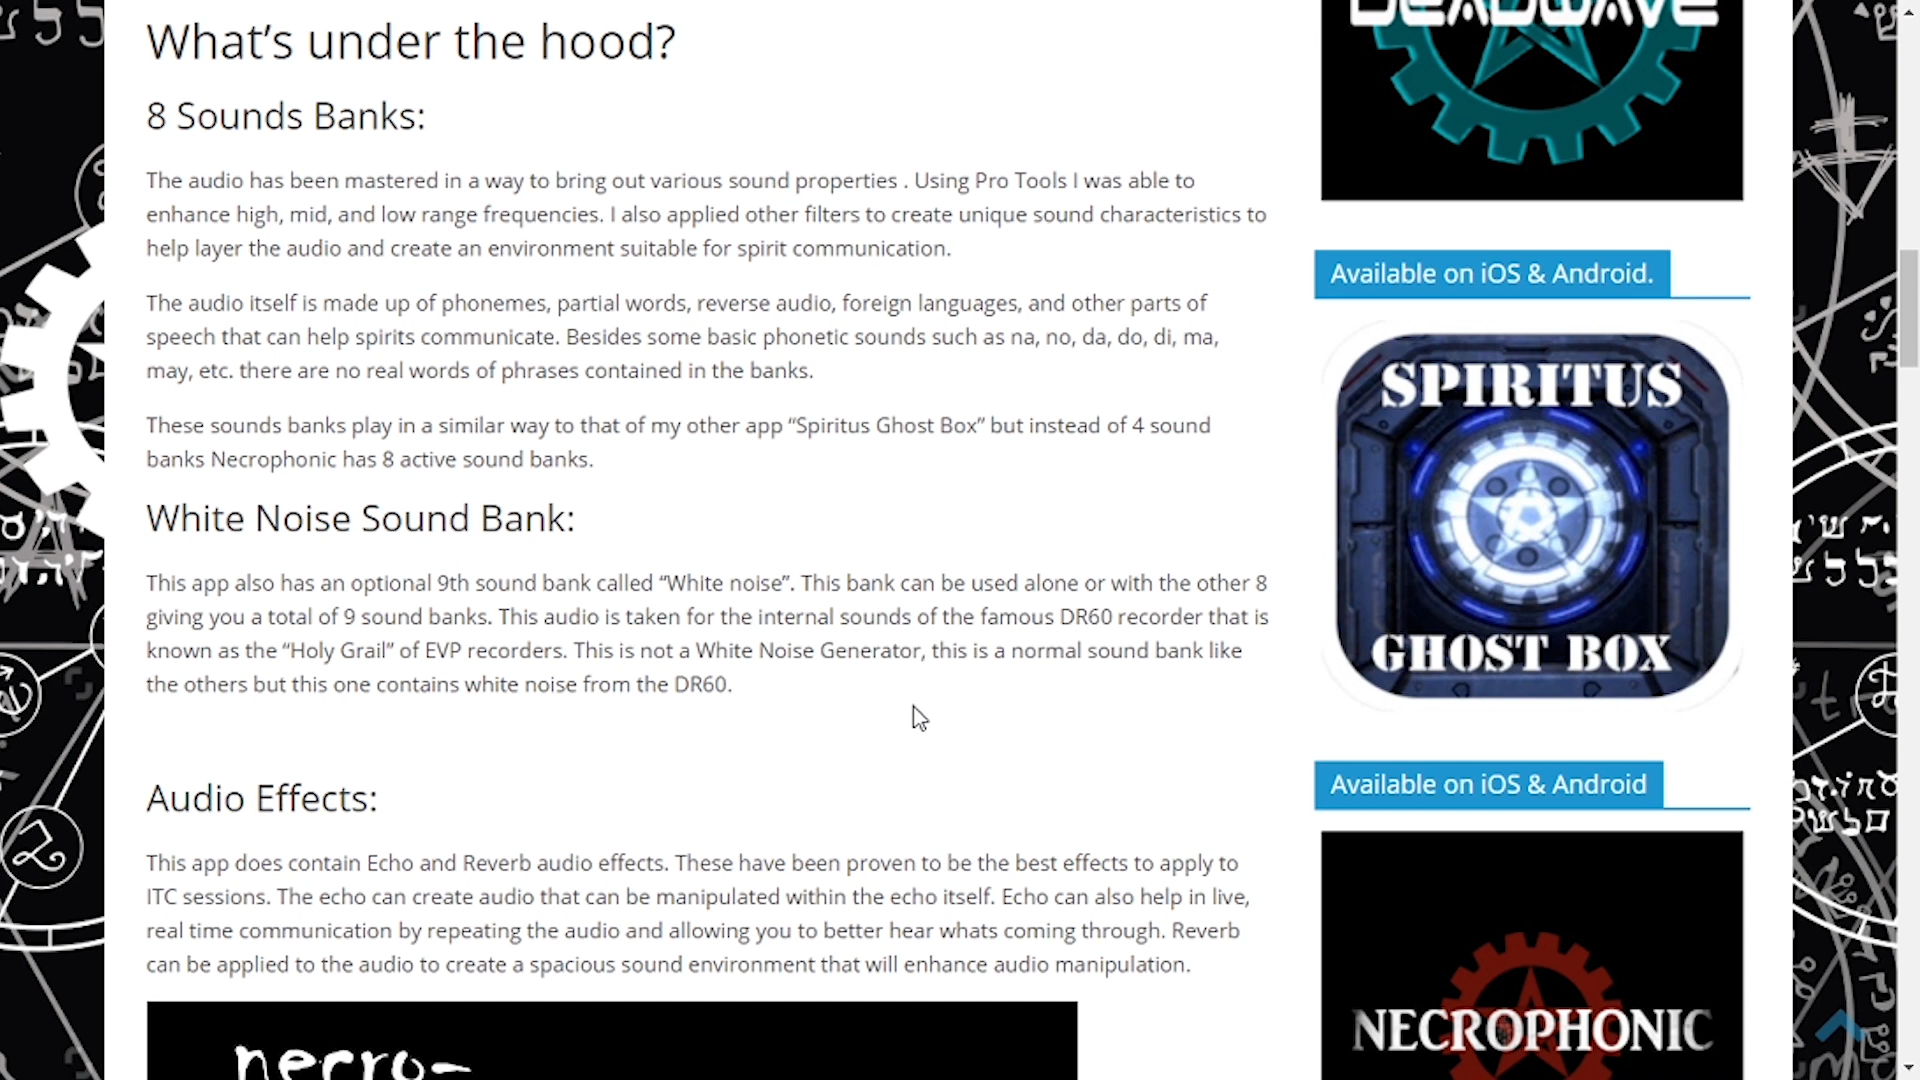 What’s under the hood?
8 Sounds Banks:
The audio has been mastered in a way to bring out various sound properties . Using Pro Tools I was able to
enhance high, mid, and low range frequencies. I also applied other filters to create unique sound characteristics to
help layer the audio and create an environment suitable for spirit communication.
The audio itself is made up of phonemes, partial words, reverse audio, foreign languages, and other parts of
speech that can help spirits communicate. Besides some basic phonetic sounds such as na, no, da, do, di, ma,
may, etc. there are no real words of phrases contained in the banks.
These sounds banks play in a similar way to that of my other app “Spiritus Ghost Box” but instead of 4 sound
banks Necrophonic has 8 active sound banks.
White Noise Sound Bank:
This app also has an optional 9th sound bank called “White noise”. This bank can be used alone or with the other 8
giving you a total of 9 sound banks. This audio is taken for the internal sounds of the famous DR60 recorder that is
known as the “Holy Grail” of EVP recorders. This is not a White Noise Generator, this is a normal sound bank like
the others but this one contains white noise from the DR60.
Audio Effects:
This app does contain Echo and Reverb audio effects. These have been proven to be the best effects to apply to
ITC sessions. The echo can create audio that can be manipulated within the echo itself. Echo can also help in live,
real time communication by repeating the audio and allowing you to better hear whats coming through. Reverb
can be applied to the audio to create a spacious sound environment that will enhance audio manipulation.
necro-
DEADWAVE
Available on iOS & Android.
SPIRITUS
GHOST BOX
Available on iOS & Android
NECROPHONIC